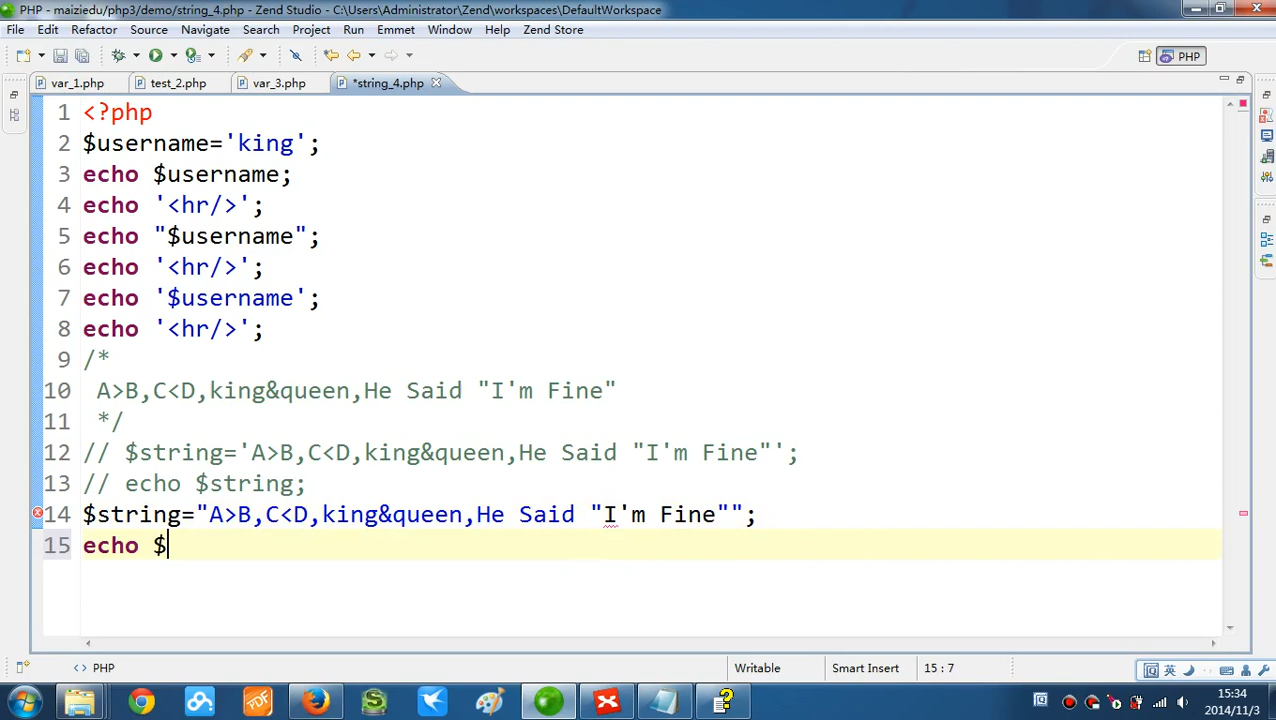 PHP - maiziedu/php3/demo/string_4.php - Zend Studio - C:\Users\Administrator\Zend\workspaces\DefaultWorkspace
File Edit Refactor Source Navigate Search Project Run Emmet Window Help Zend Store
PHP
var_1.php test_2.php var_3.php *string_4.php
1 <?php
2 $username='king';
3 echo $username;
4 echo '<hr/>';
5 echo "$username";
6 echo '<hr/>';
7 echo '$username';
8 echo '<hr/>';
9 /*
10 A>B,C<D,king&queen,He Said "I'm Fine"
11 */
12 // $string='A>B,C<D,king&queen,He Said "I'm Fine"';
13 // echo $string;
14 $string="A>B,C<D,king&queen,He Said "I'm Fine"";
15 echo $
<> PHP Writable Smart Insert 15 : 7
英
PDF
15:34
2014/11/3